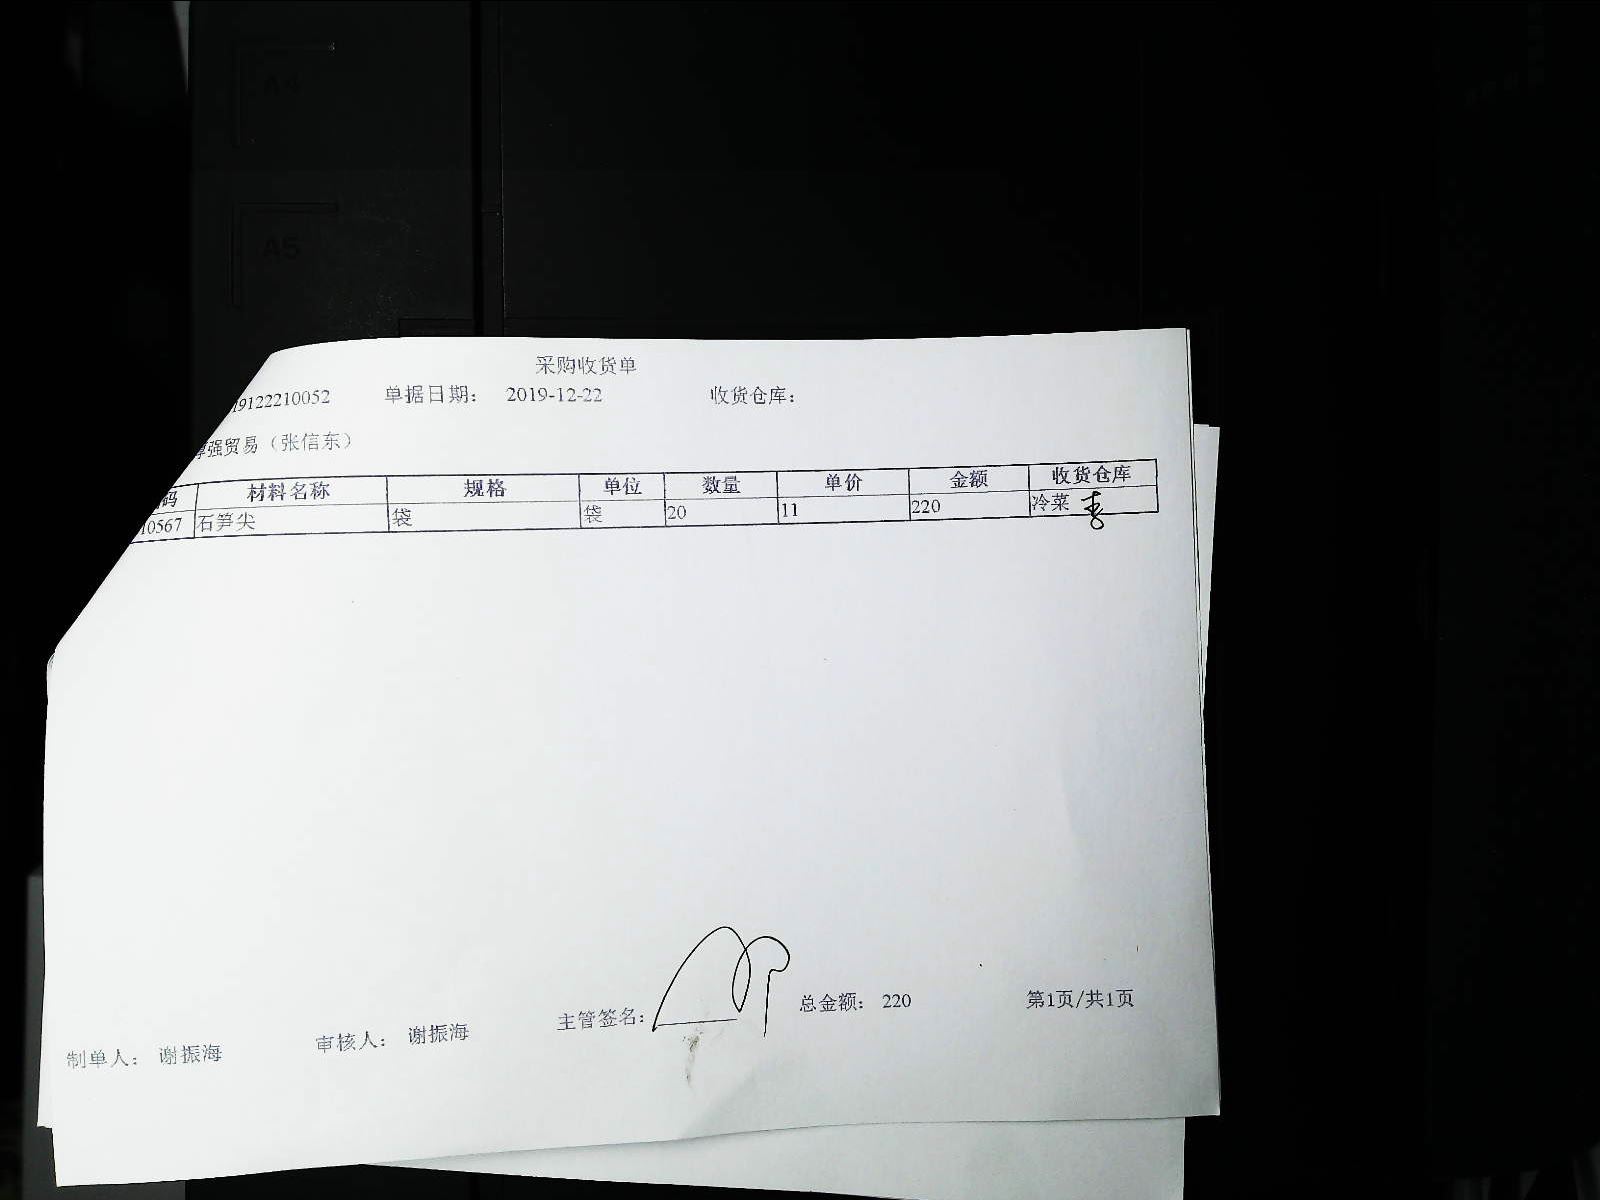 A4
A5
采购收货单
19122210052 单据日期： 2019-12-22 收货仓库：
强贸易（张信东）
码 材料名称 规格 单位 数量 单价 金额 收货仓库
10567 石笋尖 袋 袋 20 11 220 冷菜
主管签名： 总金额： 220 第1页/共1页
制单人： 谢振海 审核人： 谢振海